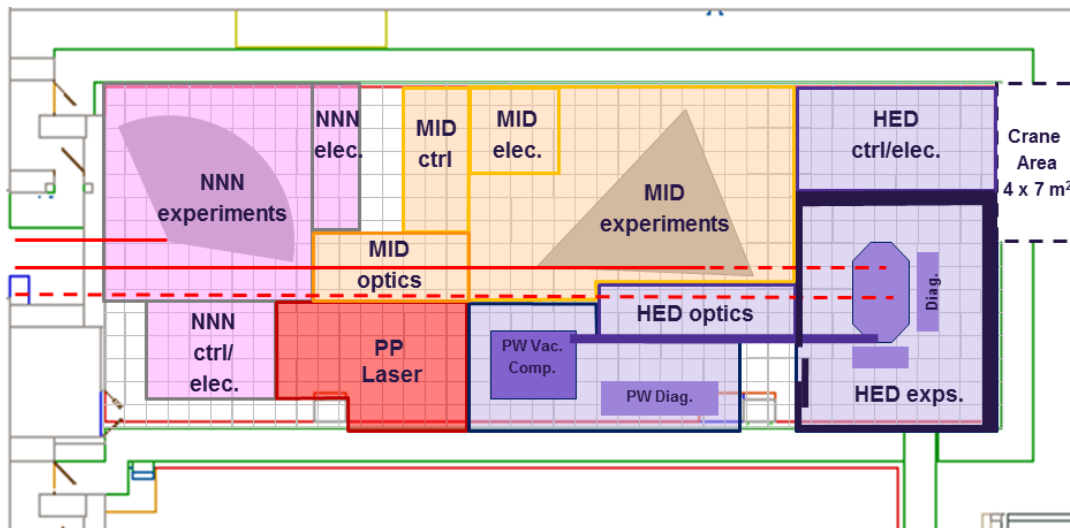 NNN
elec.
MID
ctrl
MID
elec.
HED
ctrl/elec.
Crane
Area
4 x 7 m²
NNN
experiments
MID
experiments
MID
optics
Diag.
HED optics
NNN
ctrl/
elec.
PP
Laser
PW Vac.
Comp.
PW Diag.
HED exps.